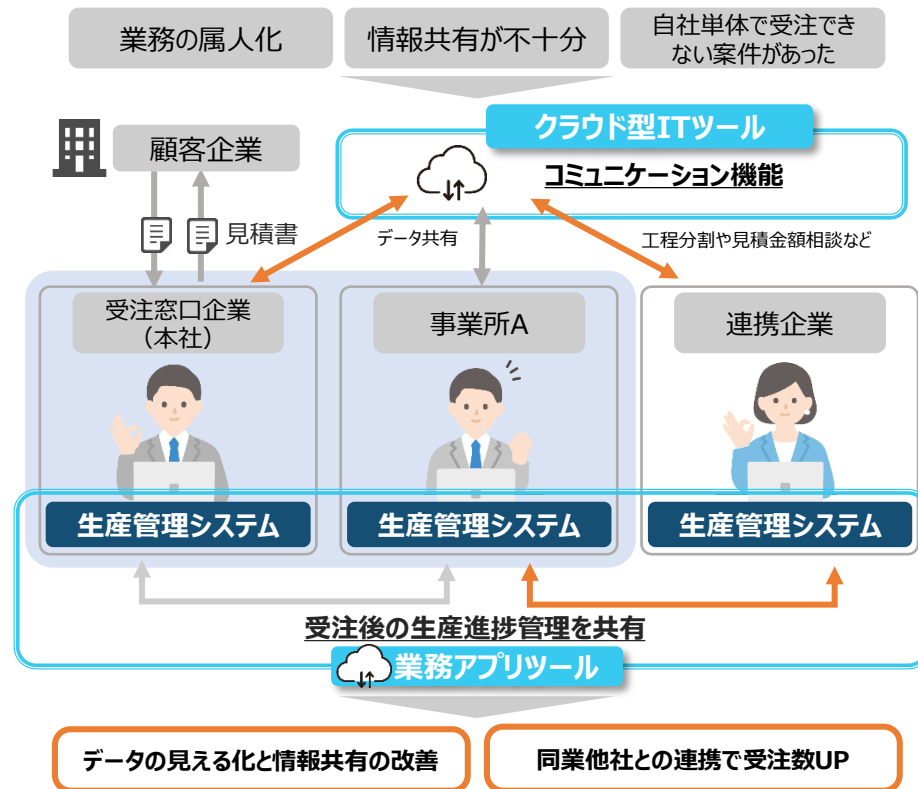 業務の属人化
情報共有が不十分
自社単体で受注でき
ない案件があった
クラウド型ITツール
コミュニケーション機能
顧客企業
見積書
データ共有
工程分割や見積金額相談など
受注窓口企業
（本社）
事業所A
連携企業
生産管理システム
生産管理システム
生産管理システム
受注後の生産進捗管理を共有
業務アプリツール
データの見える化と情報共有の改善
同業他社との連携で受注数UP